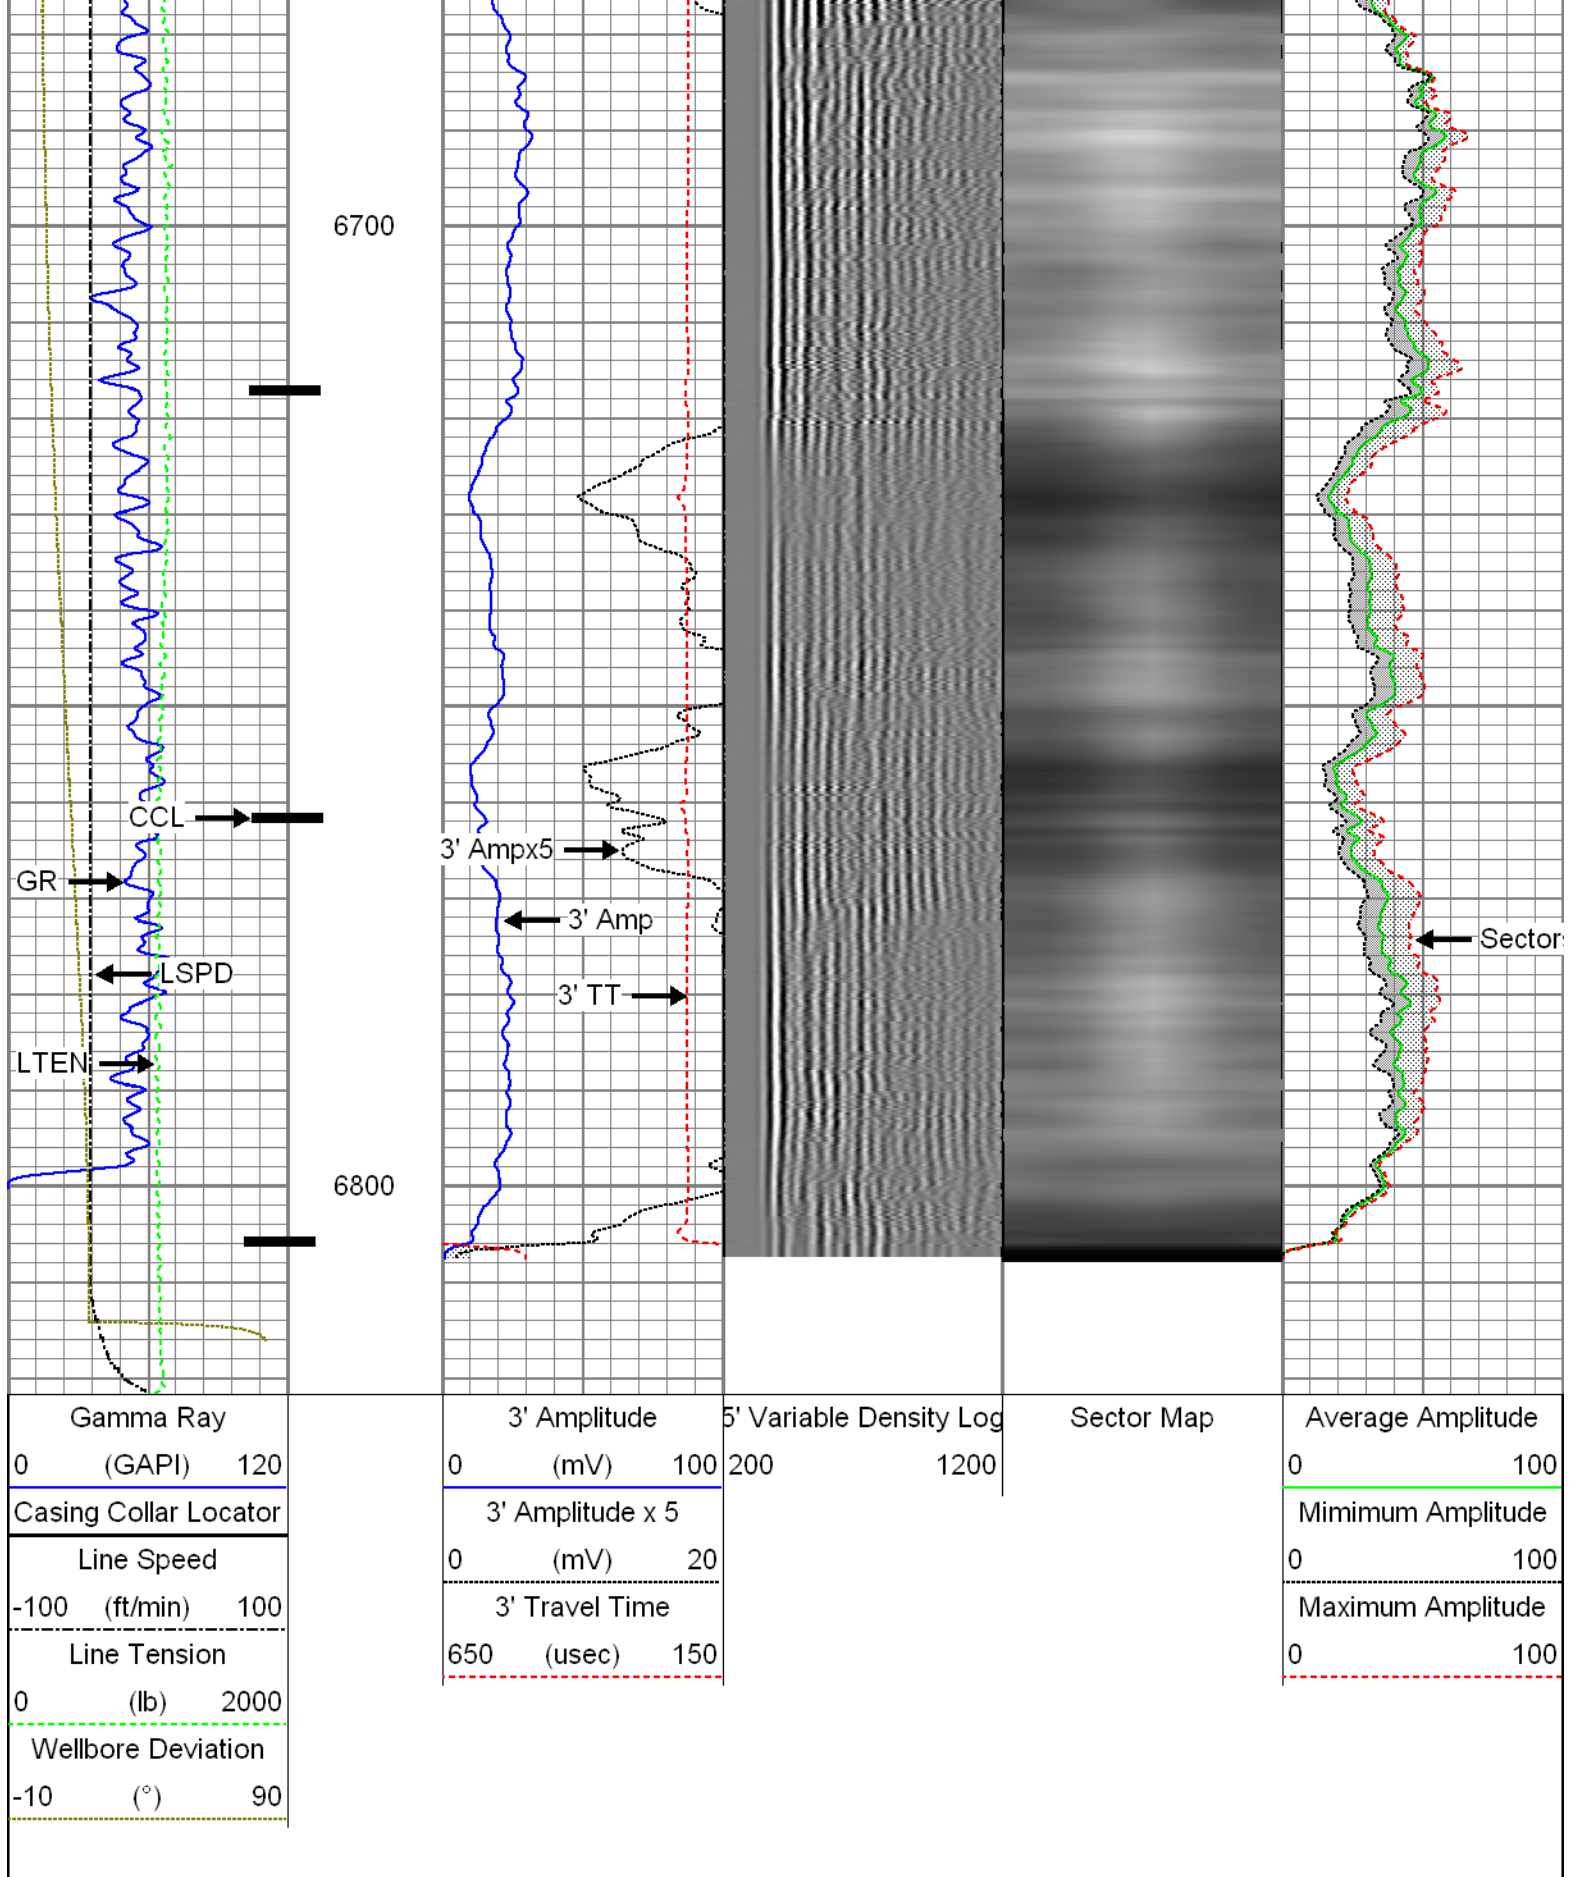 6700
CCL
3' Ampx5
GR
3' Amp
Sector
LSPD
3' TT
LTEN
6800
Gamma Ray
0 (GAPI) 120
Casing Collar Locator
Line Speed
-100 (ft/min) 100
Line Tension
0 (lb) 2000
Wellbore Deviation
-10 (°) 90
3' Amplitude
0 (mV) 100
3' Amplitude x 5
0 (mV) 20
3' Travel Time
650 (usec) 150
5' Variable Density Log
200 1200
Sector Map
Average Amplitude
0 100
Mimimum Amplitude
0 100
Maximum Amplitude
0 100